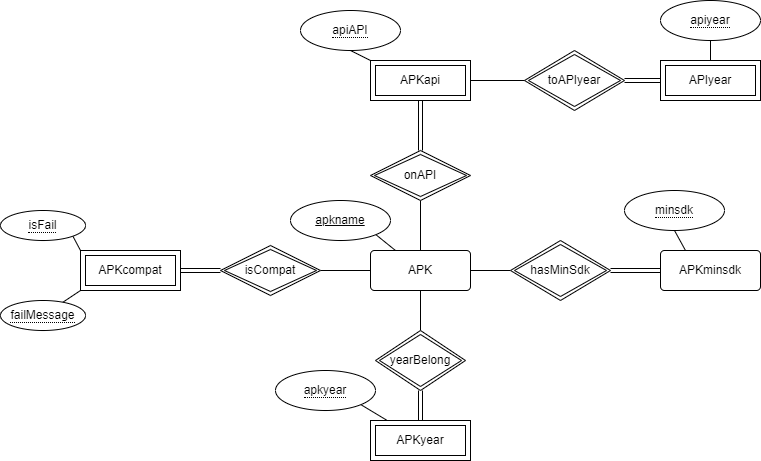 apiyear
apiAPI
APKapi
toAPIyear
APIyear
onAPI
apkname
minsdk
isFail
APKcompat
isCompat
APK
hasMinSdk
APKminsdk
failMessage
yearBelong
apkyear
APKyear